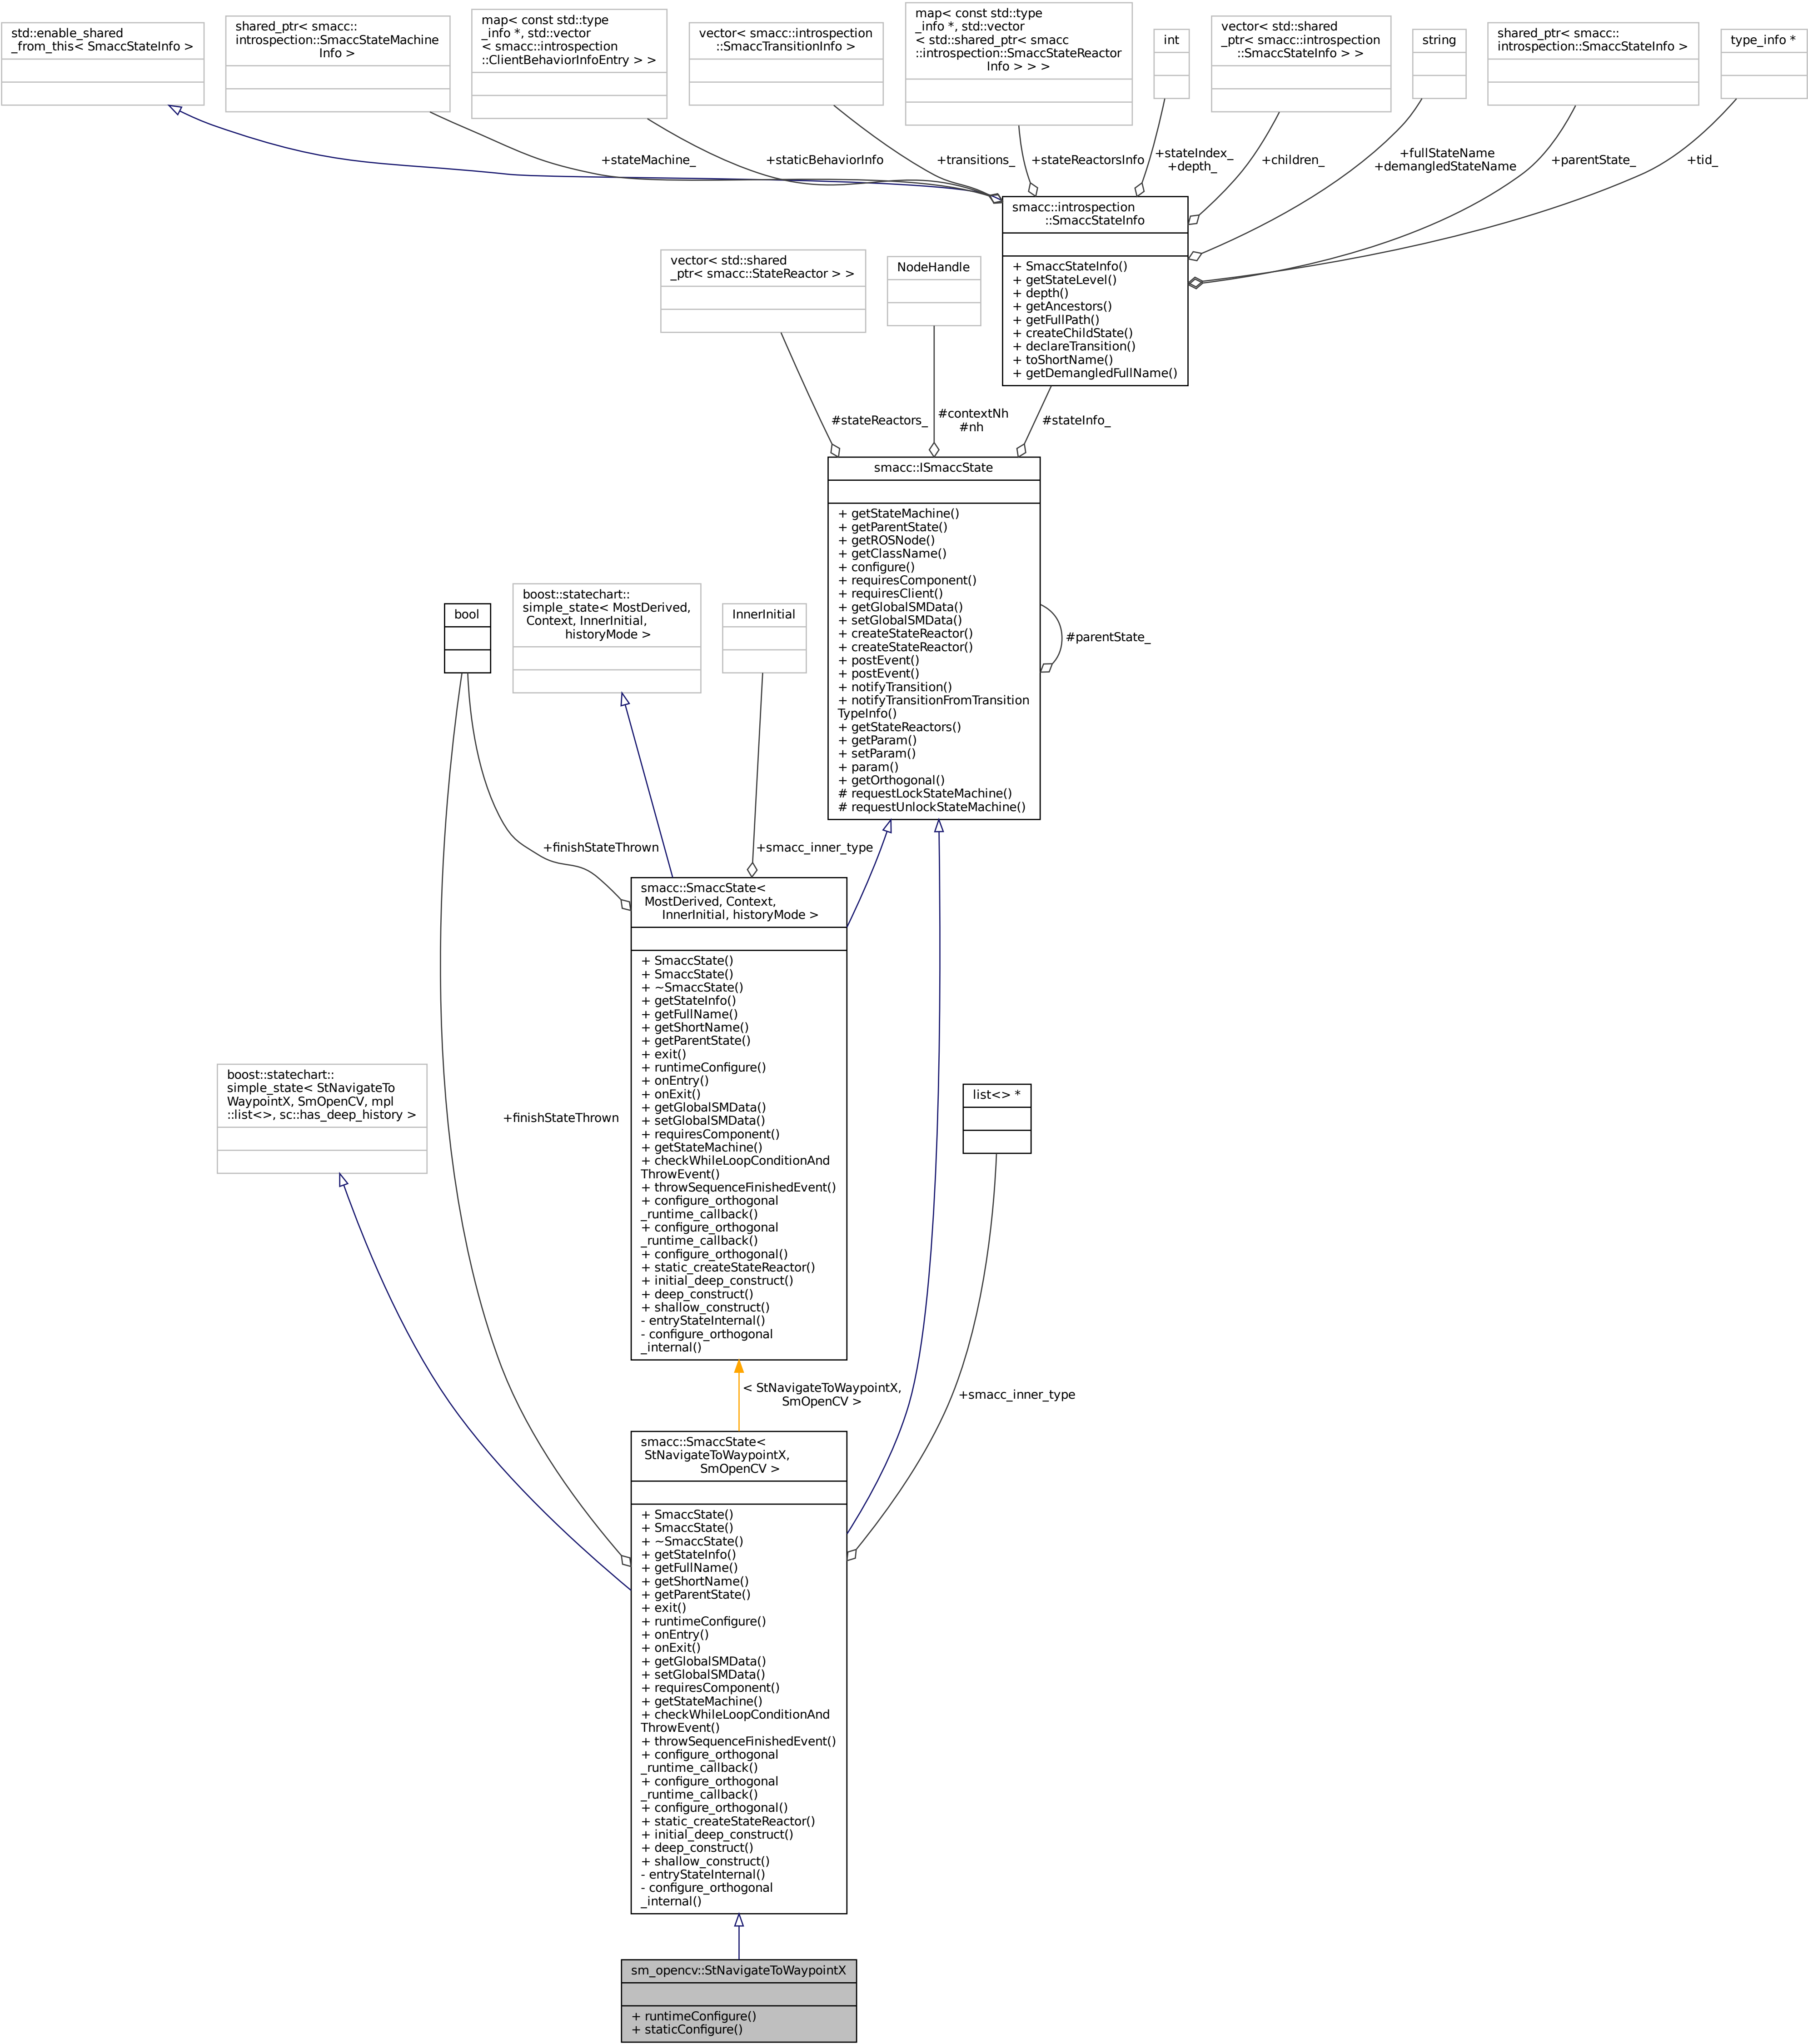 std::enable_shared
_from_this< SmaccStateInfo >
shared_ptr< smacc::
introspection::SmaccStateMachine
Info >
map< const std::type
_info *, std::vector
< smacc::introspection
::ClientBehaviorInfoEntry > >
vector< smacc::introspection
::SmaccTransitionInfo >
map< const std::type
_info *, std::vector
< std::shared_ptr< smacc
::introspection::SmaccStateReactor
Info > > >
int
vector< std::shared
_ptr< smacc::introspection
::SmaccStateInfo > >
string
shared_ptr< smacc::
introspection::SmaccStateInfo >
type_info *
+stateMachine_
+staticBehaviorInfo
+transitions_
+stateReactorsInfo
+stateIndex_
+depth_
+children_
+fullStateName
+demangledStateName
+parentState_
+tid_
smacc::introspection
::SmaccStateInfo
+ SmaccStateInfo()
+ getStateLevel()
+ depth()
+ getAncestors()
+ getFullPath()
+ createChildState()
+ declareTransition()
+ toShortName()
+ getDemangledFullName()
vector< std::shared
_ptr< smacc::StateReactor > >
NodeHandle
#stateReactors_
#contextNh
#nh
#stateInfo_
smacc::ISmaccState
+ getStateMachine()
+ getParentState()
+ getROSNode()
+ getClassName()
+ configure()
+ requiresComponent()
+ requiresClient()
+ getGlobalSMData()
+ setGlobalSMData()
+ createStateReactor()
+ createStateReactor()
+ postEvent()
+ postEvent()
+ notifyTransition()
+ notifyTransitionFromTransition
TypeInfo()
+ getStateReactors()
+ getParam()
+ setParam()
+ param()
+ getOrthogonal()
# requestLockStateMachine()
# requestUnlockStateMachine()
#parentState_
bool
boost::statechart::
simple_state< MostDerived,
Context, InnerInitial,
historyMode >
InnerInitial
+finishStateThrown
+smacc_inner_type
smacc::SmaccState<
MostDerived, Context,
InnerInitial, historyMode >
+ SmaccState()
+ SmaccState()
+ ~SmaccState()
+ getStateInfo()
+ getFullName()
+ getShortName()
+ getParentState()
+ exit()
+ runtimeConfigure()
+ onEntry()
+ onExit()
+ getGlobalSMData()
+ setGlobalSMData()
+ requiresComponent()
+ getStateMachine()
+ checkWhileLoopConditionAnd
ThrowEvent()
+ throwSequenceFinishedEvent()
+ configure_orthogonal
_runtime_callback()
+ configure_orthogonal
_runtime_callback()
+ configure_orthogonal()
+ static_createStateReactor()
+ initial_deep_construct()
+ deep_construct()
+ shallow_construct()
- entryStateInternal()
- configure_orthogonal
_internal()
boost::statechart::
simple_state< StNavigateTo
WaypointX, SmOpenCV, mpl
::list<>, sc::has_deep_history >
+finishStateThrown
list<> *
< StNavigateToWaypointX,
SmOpenCV >
+smacc_inner_type
smacc::SmaccState<
StNavigateToWaypointX,
SmOpenCV >
+ SmaccState()
+ SmaccState()
+ ~SmaccState()
+ getStateInfo()
+ getFullName()
+ getShortName()
+ getParentState()
+ exit()
+ runtimeConfigure()
+ onEntry()
+ onExit()
+ getGlobalSMData()
+ setGlobalSMData()
+ requiresComponent()
+ getStateMachine()
+ checkWhileLoopConditionAnd
ThrowEvent()
+ throwSequenceFinishedEvent()
+ configure_orthogonal
_runtime_callback()
+ configure_orthogonal
_runtime_callback()
+ configure_orthogonal()
+ static_createStateReactor()
+ initial_deep_construct()
+ deep_construct()
+ shallow_construct()
- entryStateInternal()
- configure_orthogonal
_internal()
sm_opencv::StNavigateToWaypointX
+ runtimeConfigure()
+ staticConfigure()